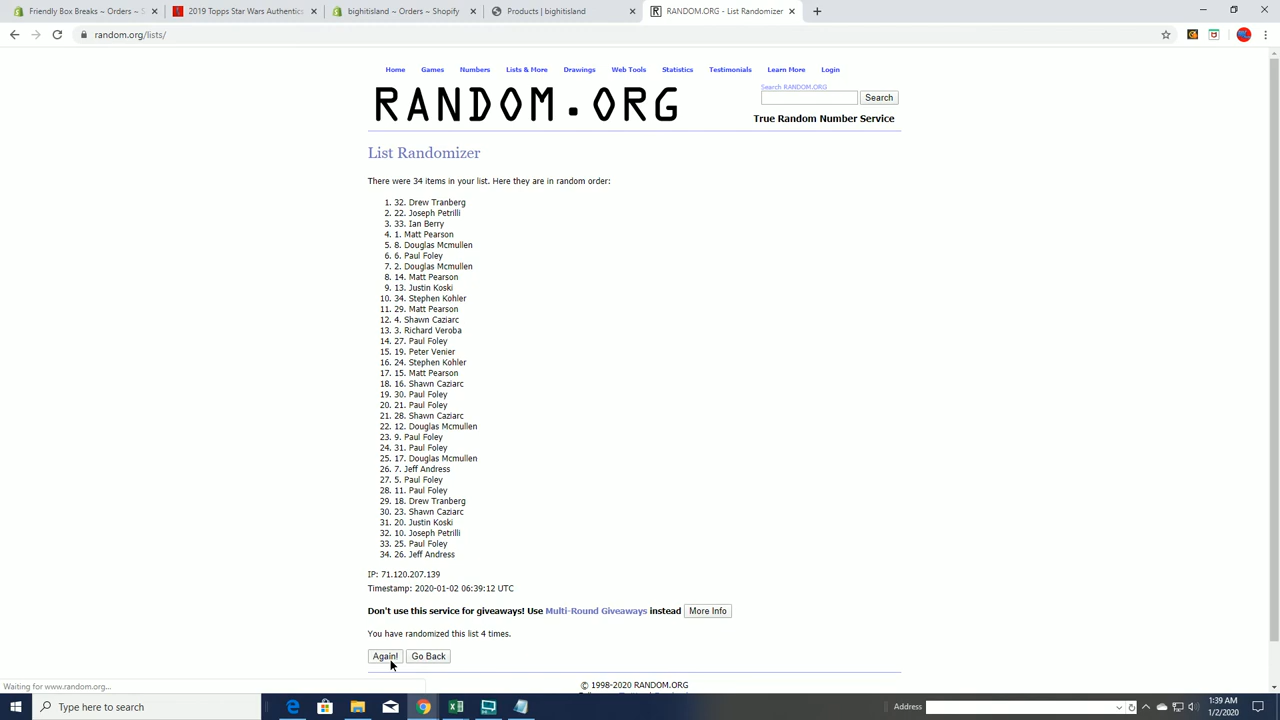 Friendly Box Breaks ~ Orders ~ S
2019 Topps Star Wars Authentic
bighitisland ~ Orders ~ Shopify
Product Breaks | bighitisland
RANDOM.ORG - List Randomizer
random.org/lists/
Home Games Numbers Lists & More Drawings Web Tools Statistics Testimonials Learn More Login
Search RANDOM.ORG
RANDOM.ORG
Search
True Random Number Service
List Randomizer
There were 34 items in your list. Here they are in random order:
1. 32. Drew Tranberg
2. 22. Joseph Petrilli
3. 33. Ian Berry
4. 1. Matt Pearson
5. 8. Douglas Mcmullen
6. 6. Paul Foley
7. 2. Douglas Mcmullen
8. 14. Matt Pearson
9. 13. Justin Koski
10. 34. Stephen Kohler
11. 29. Matt Pearson
12. 4. Shawn Caziarc
13. 3. Richard Veroba
14. 27. Paul Foley
15. 19. Peter Venier
16. 24. Stephen Kohler
17. 15. Matt Pearson
18. 16. Shawn Caziarc
19. 30. Paul Foley
20. 21. Paul Foley
21. 28. Shawn Caziarc
22. 12. Douglas Mcmullen
23. 9. Paul Foley
24. 31. Paul Foley
25. 17. Douglas Mcmullen
26. 7. Jeff Andress
27. 5. Paul Foley
28. 11. Paul Foley
29. 18. Drew Tranberg
30. 23. Shawn Caziarc
31. 20. Justin Koski
32. 10. Joseph Petrilli
33. 25. Paul Foley
34. 26. Jeff Andress
IP: 71.120.207.139
Timestamp: 2020-01-02 06:39:12 UTC
Don't use this service for giveaways! Use Multi-Round Giveaways instead More Info
You have randomized this list 4 times.
Again! Go Back
© 1998-2020 RANDOM.ORG
Waiting for www.random.org...
Type here to search
Address
1:39 AM
1/2/2020